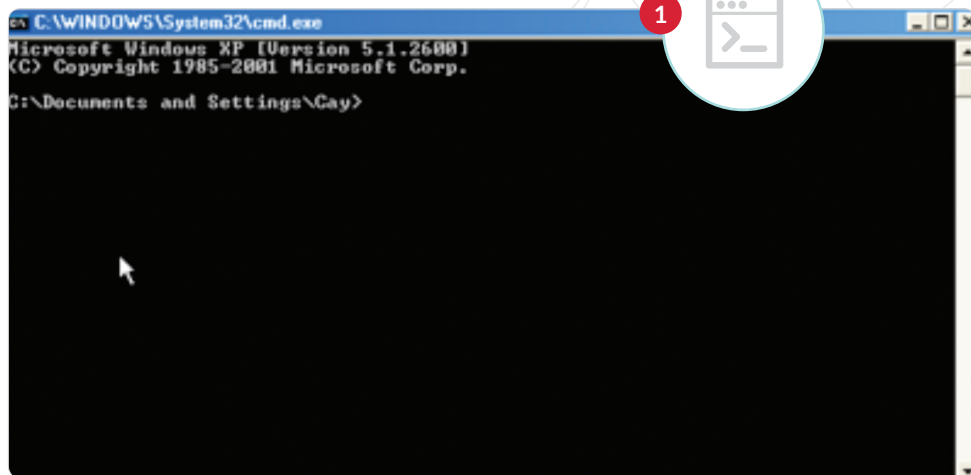 C:\WINDOWS\System32\cmd.exe
1
Microsoft Windows XP [Version 5.1.2600]
(C) Copyright 1985-2001 Microsoft Corp.
C:\Documents and Settings\Cay>